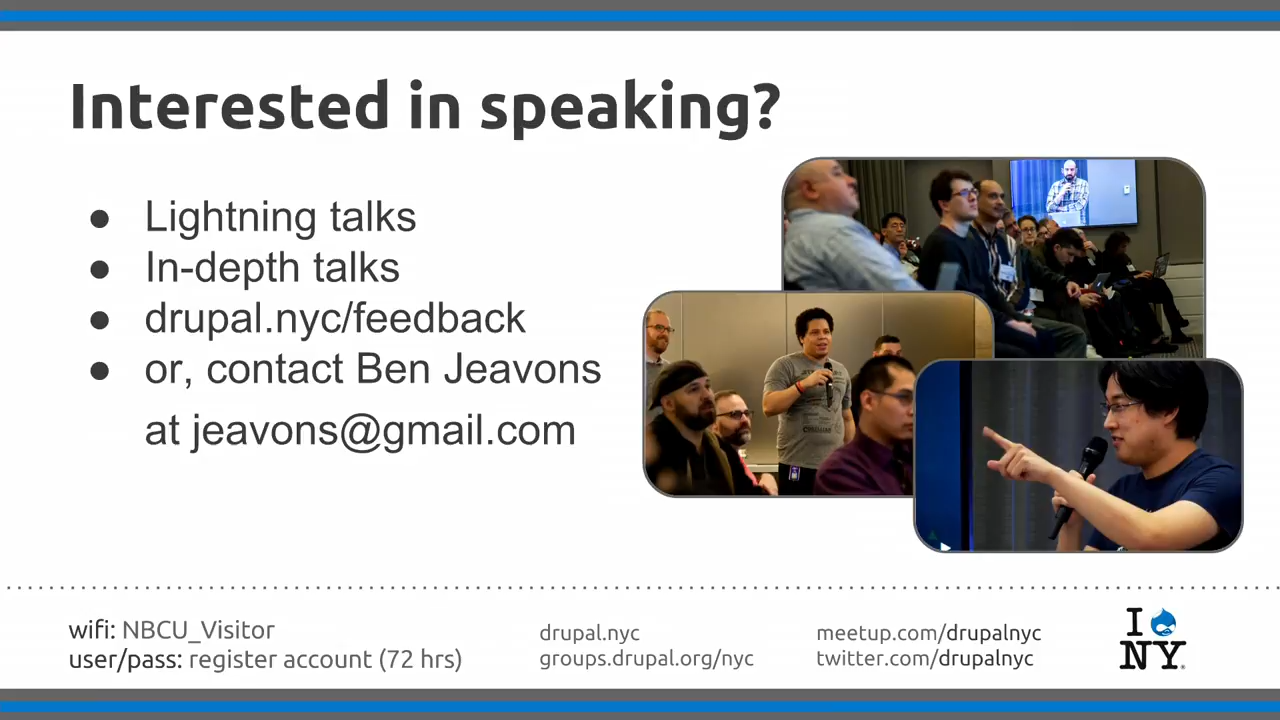 Interested in speaking?
● Lightning talks
● In-depth talks
● drupal.nyc/feedback
● or, contact Ben Jeavons
at jeavons@gmail.com
wifi: NBCU_Visitor
user/pass: register account (72 hrs)
drupal.nyc
groups.drupal.org/nyc
meetup.com/drupalnyc
twitter.com/drupalnyc
I
NY